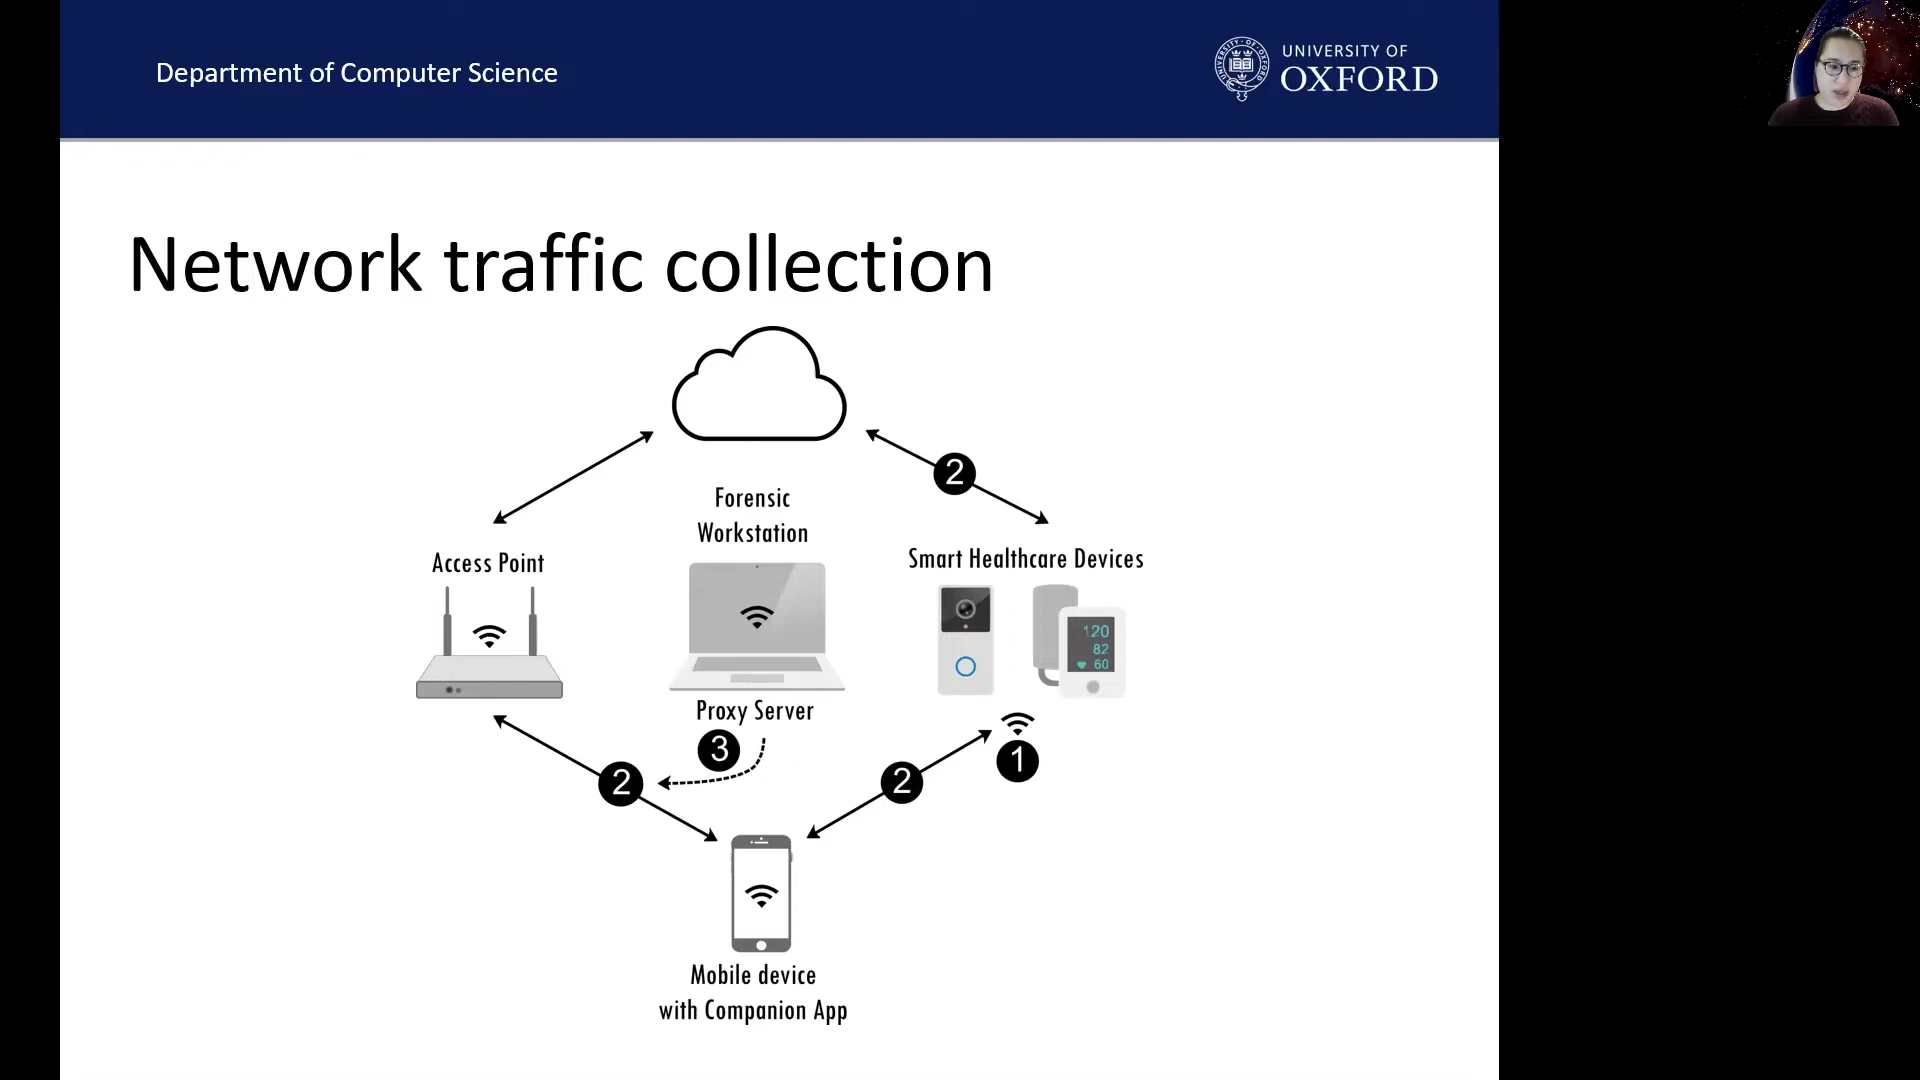 Department of Computer Science
UNIVERSITY OF
OXFORD
Network traffic collection
2
Forensic
Workstation
Access Point
Smart Healthcare Devices
120
82
60
Proxy Server
3
2
2
1
Mobile device
with Companion App